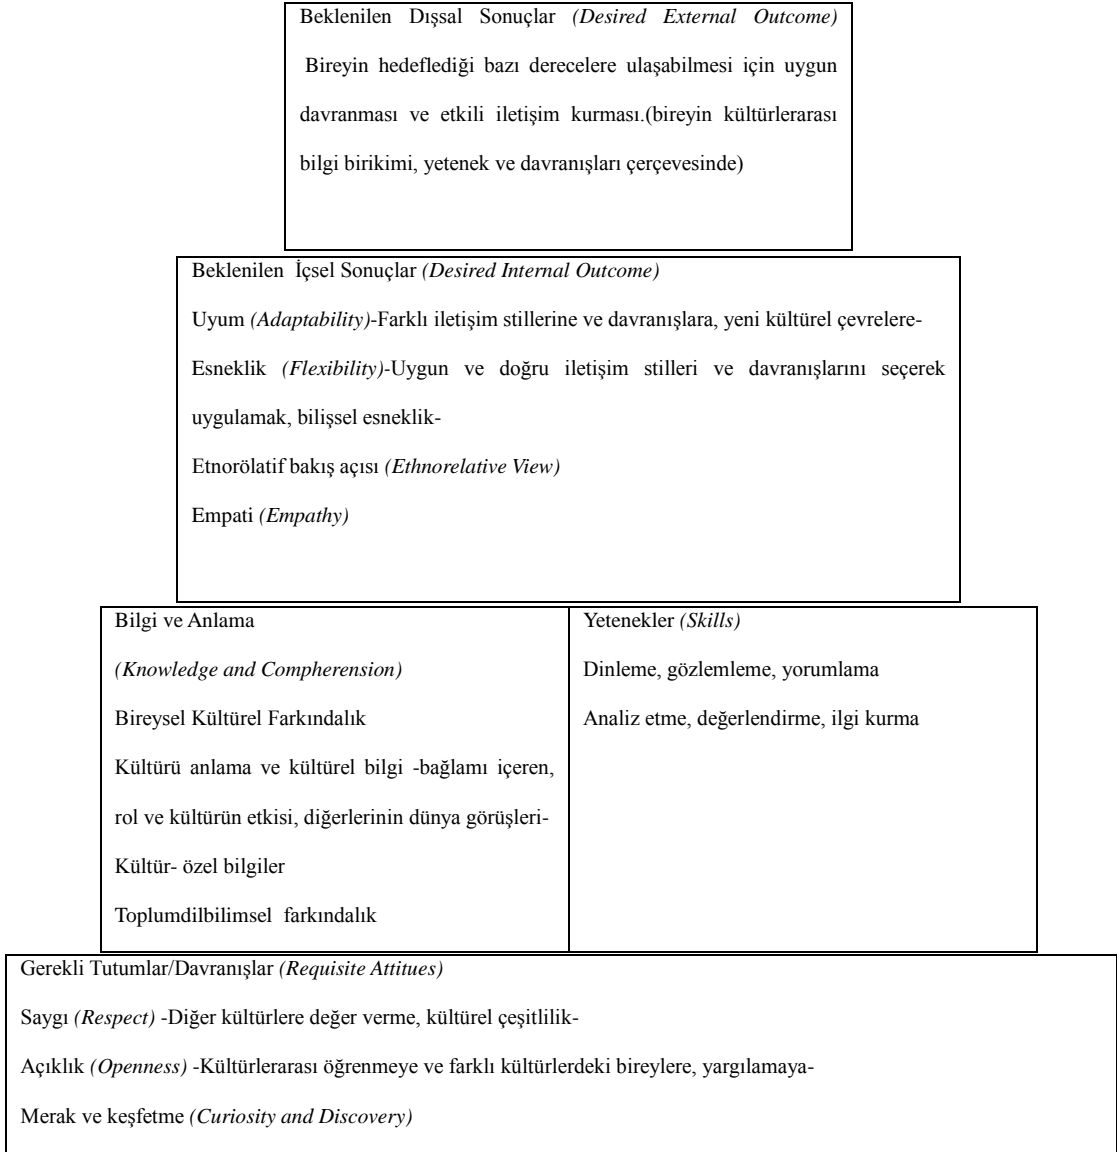 Beklenilen Dışsal Sonuçlar (Desired External Outcome)
Bireyin hedeflediği bazı derecelere ulaşabilmesi için uygun
davranması ve etkili iletişim kurması.(bireyin kültürlerarası
bilgi birikimi, yetenek ve davranışları çerçevesinde)
Beklenilen İçsel Sonuçlar (Desired Internal Outcome)
Uyum (Adaptability)-Farklı iletişim stillerine ve davranışlara, yeni kültürel çevrelere-
Esneklik (Flexibility)-Uygun ve doğru iletişim stilleri ve davranışlarını seçerek
uygulamak, bilişsel esneklik-
Etnorölatif bakış açısı (Ethnorelative View)
Empati (Empathy)
Bilgi ve Anlama
(Knowledge and Compherension)
Bireysel Kültürel Farkındalık
Kültürü anlama ve kültürel bilgi -bağlamı içeren,
rol ve kültürün etkisi, diğerlerinin dünya görüşleri-
Kültür- özel bilgiler
Toplumdilbilimsel farkındalık
Yetenekler (Skills)
Dinleme, gözlemleme, yorumlama
Analiz etme, değerlendirme, ilgi kurma
Gerekli Tutumlar/Davranışlar (Requisite Attitues)
Saygı (Respect) -Diğer kültürlere değer verme, kültürel çeşitlilik-
Açıklık (Openness) -Kültürlerarası öğrenmeye ve farklı kültürlerdeki bireylere, yargılamaya-
Merak ve keşfetme (Curiosity and Discovery)